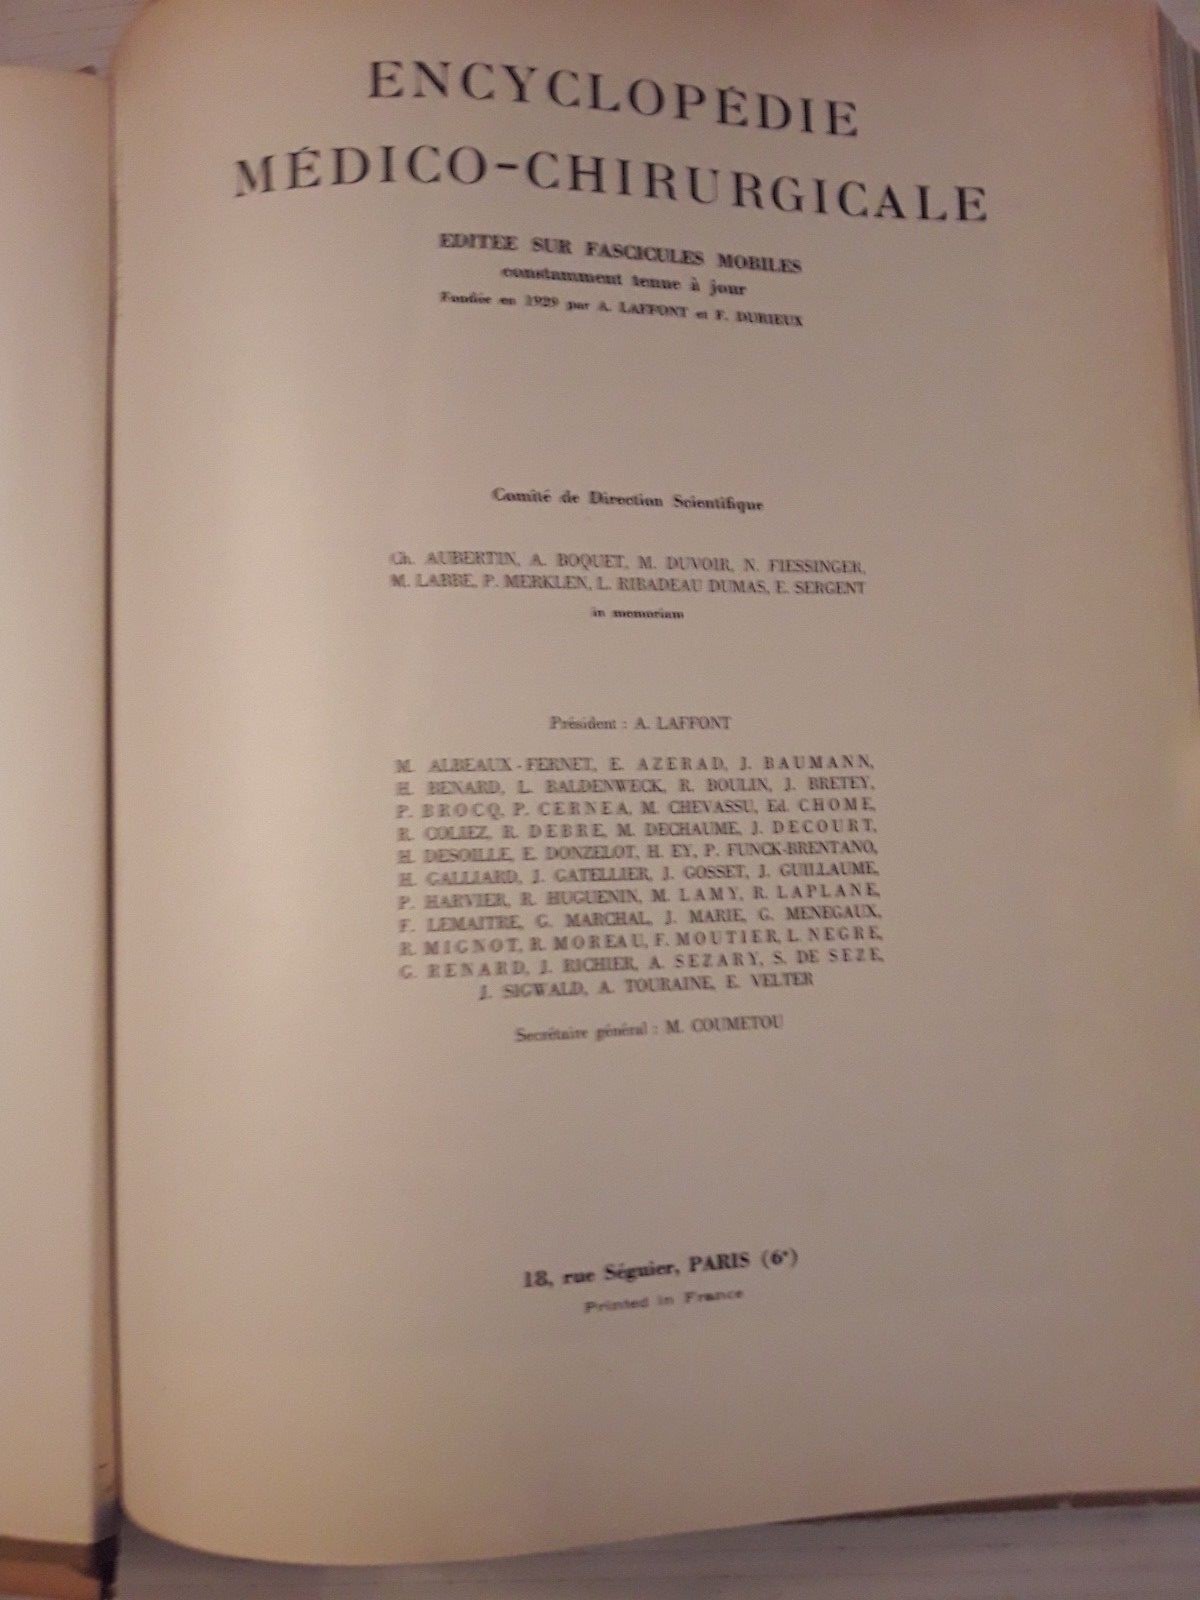 ENCYCLOPÉDIE
MÉDICO-CHIRURGICALE
EDITEE SUR FASCICULES MOBILES
constamment tenue à jour
Fondée en 1929 par A. LAFFONT et F. DURIEUX
Comité de Direction Scientifique
Ch. AUBERTIN, A. BOQUET, M. DUVOIR, N. FIESSINGER,
M. LABBE, P. MERKLEN, L. RIBADEAU DUMAS, E. SERGENT
in memoriam
Président : A. LAFFONT
M. ALBEAUX-FERNET, E. AZERAD, J. BAUMANN,
H. BENARD, L. BALDENWECK, R. BOULIN, J. BRETEY,
P. BROCQ, P. CERNEA, M. CHEVASSU, Ed. CHOME,
R. COLIEZ, R. DEBRE, M. DECHAUME, J. DECOURT,
H. DESOILLE, E. DONZELOT, H. EY, P. FUNCK-BRENTANO,
H. GALLIARD, J. GATELLIER, J. GOSSET, J. GUILLAUME,
P. HARVIER, R. HUGUENIN, M. LAMY, R. LAPLANE,
F. LEMAITRE, G. MARCHAL, J. MARIE, G. MENEGAUX,
R. MIGNOT, R. MOREAU, F. MOUTIER, L. NEGRE,
G. RENARD, J. RICHIER, A. SEZARY, S. DE SEZE,
J. SIGWALD, A. TOURAINE, E. VELTER
Secrétaire général : M. COUMETOU
18, rue Séguier, PARIS (6e)
Printed in France